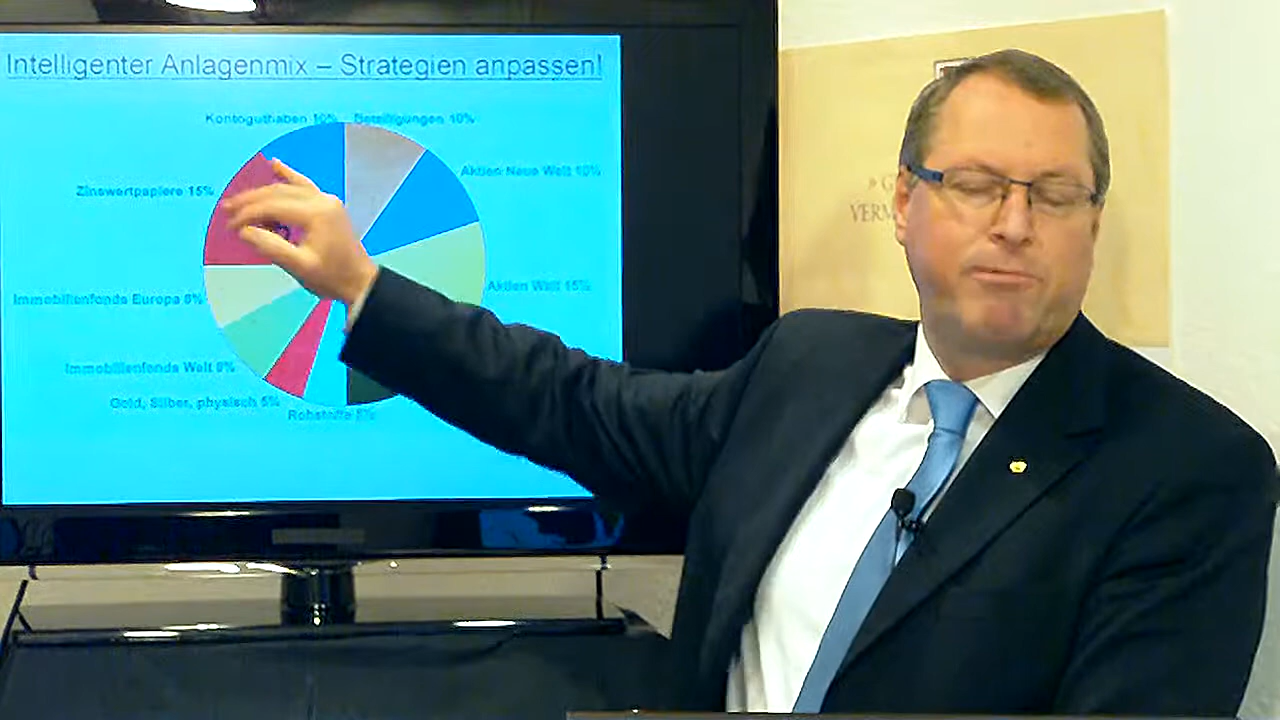 Intelligenter Anlagenmix – Strategien anpassen!
Kontoguthaben 10% Beteiligungen 10%
Aktien Neue Welt 10%
Zinswertpapiere 15%
Aktien Welt 15%
Immobilienfonds Europa 8%
Immobilienfonds Welt
Gold, Silber, physisch 5%
Rohstoffe 5%